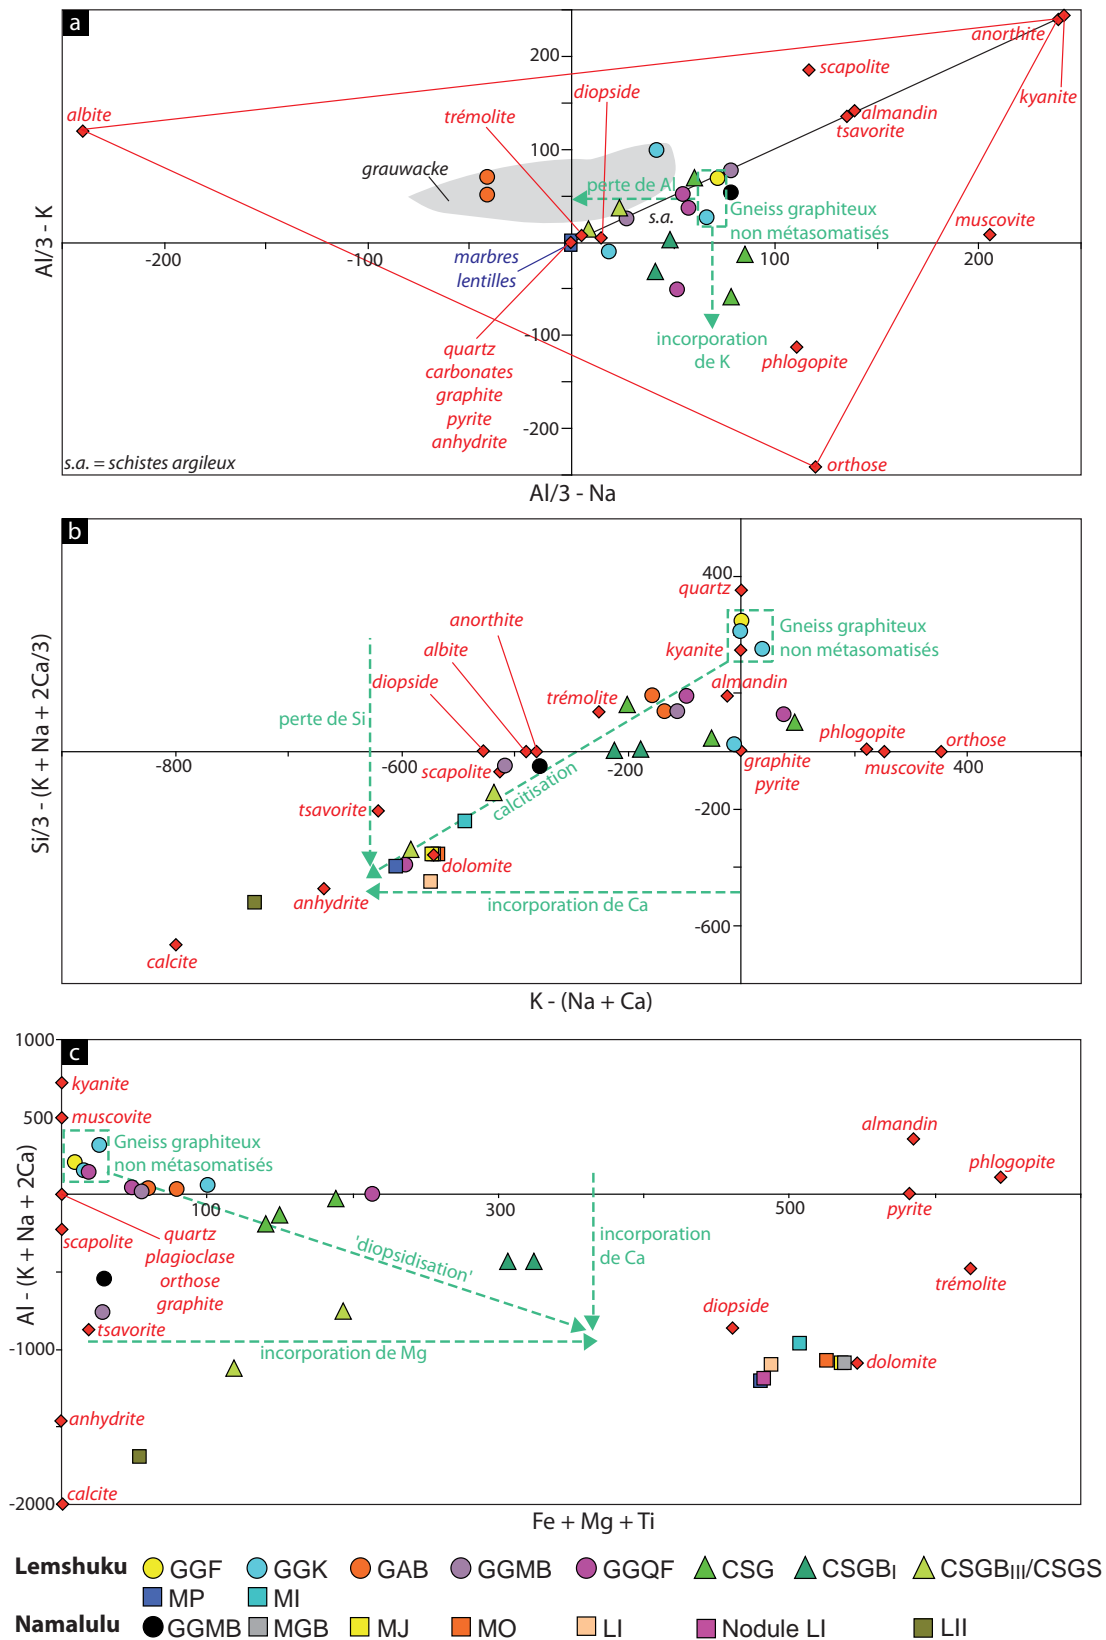 a
200
anorthite
scapolite
diopside
kyanite
albite
trémolite
almandin
tsavorite
100
grauwacke
perte de Al
s.a.
Gneiss graphiteux
non métasomatisés
muscovite
Al/3 - K
-200
-100
marbres
lentilles
100
200
-100
incorporation
de K
quartz
carbonates
graphite
pyrite
anhydrite
phlogopite
-200
s.a. = schistes argileux
orthose
Al/3 - Na
b
400
quartz
anorthite
Gneiss graphiteux
non métasomatisés
albite
kyanite
diopside
almandin
trémolite
perte de Si
phlogopite
orthose
-800
-600
scapolite
-200
graphite
pyrite
muscovite
400
calcitisation
tsavorite
-200
Si/3 - (K + Na + 2Ca/3)
dolomite
anhydrite
incorporation de Ca
-600
calcite
K - (Na + Ca)
1000
c
kyanite
500
muscovite
almandin
Gneiss graphiteux
non métasomatisés
phlogopite
100
300
500
pyrite
scapolite
quartz
plagioclase
orthose
graphite
'diopsidisation'
incorporation
de Ca
trémolite
Al - (K + Na + 2Ca)
diopside
tsavorite
-1000
incorporation de Mg
dolomite
anhydrite
calcite
-2000
Fe + Mg + Ti
Lemshuku GGF GGK GAB GGMB GGQF CSG CSGBI CSGBIII/CSGS
MP MI
Namalulu GGMB MGB MJ MO LI Nodule LI LII